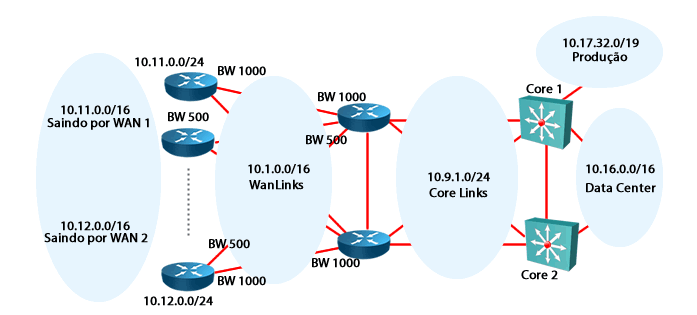 10.11.0.0/24
BW 1000
10.11.0.0/16
Saindo por WAN 1
BW 500
10.12.0.0/16
Saindo por WAN 2
BW 500
BW 1000
10.12.0.0/24
10.1.0.0/16
WanLinks
BW 1000
BW 500
BW 1000
10.9.1.0/24
Core Links
Core 1
Core 2
10.17.32.0/19
Produção
10.16.0.0/16
Data Center